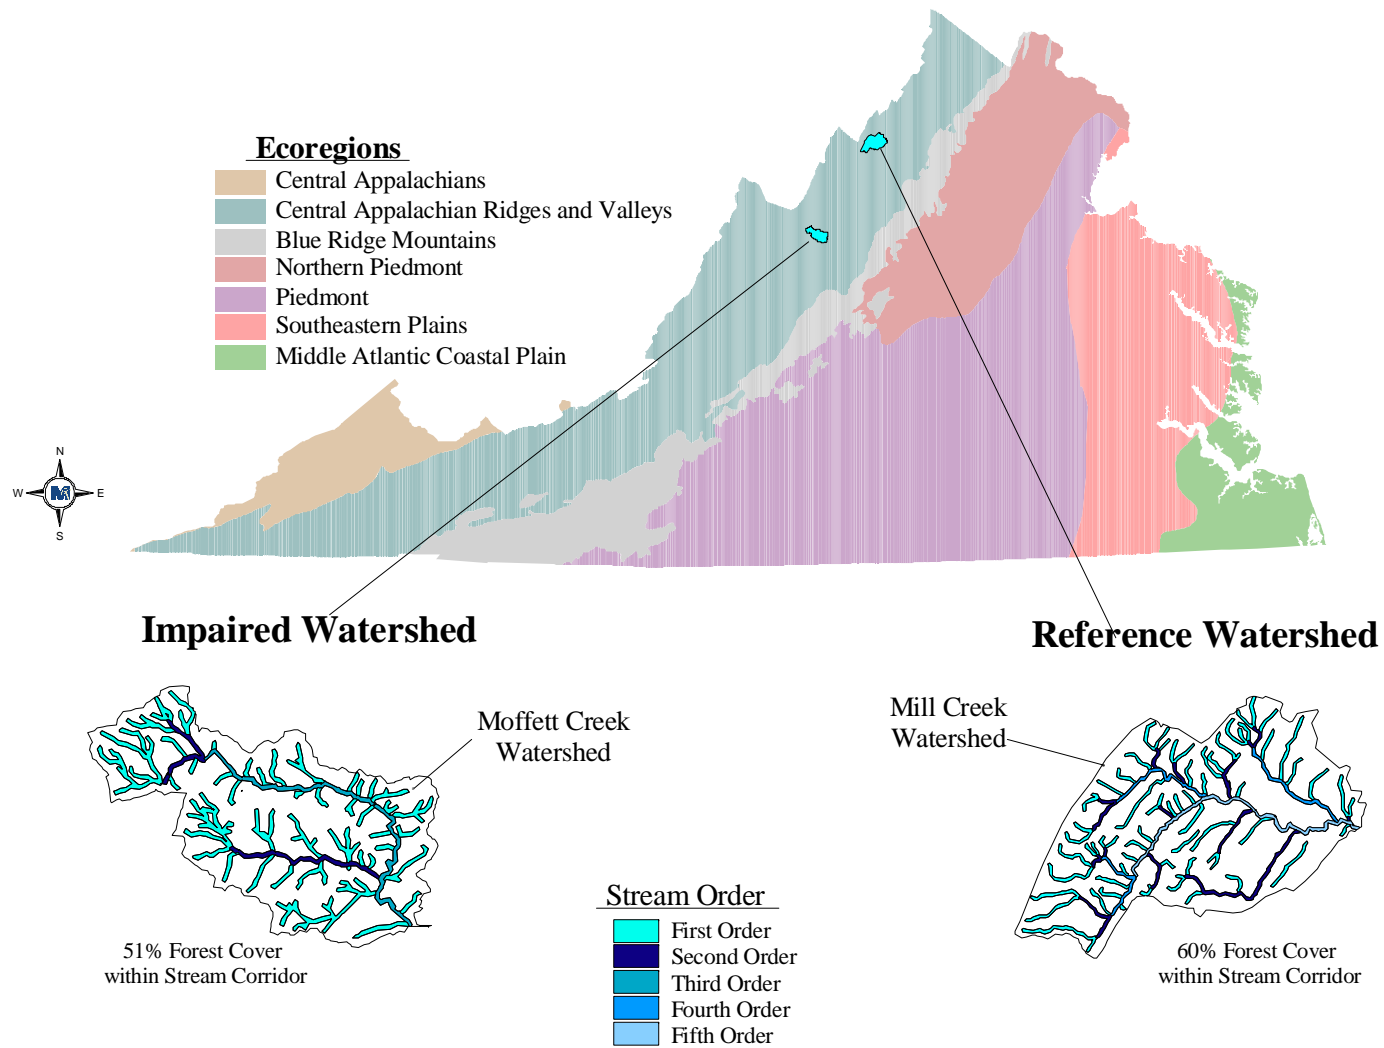 Ecoregions
Central Appalachians
Central Appalachian Ridges and Valleys
Blue Ridge Mountains
Northern Piedmont
Piedmont
Southeastern Plains
Middle Atlantic Coastal Plain
N
W
E
S
Impaired Watershed
Reference Watershed
Moffett Creek
Watershed
Mill Creek
Watershed
51% Forest Cover
within Stream Corridor
60% Forest Cover
within Stream Corridor
Stream Order
First Order
Second Order
Third Order
Fourth Order
Fifth Order